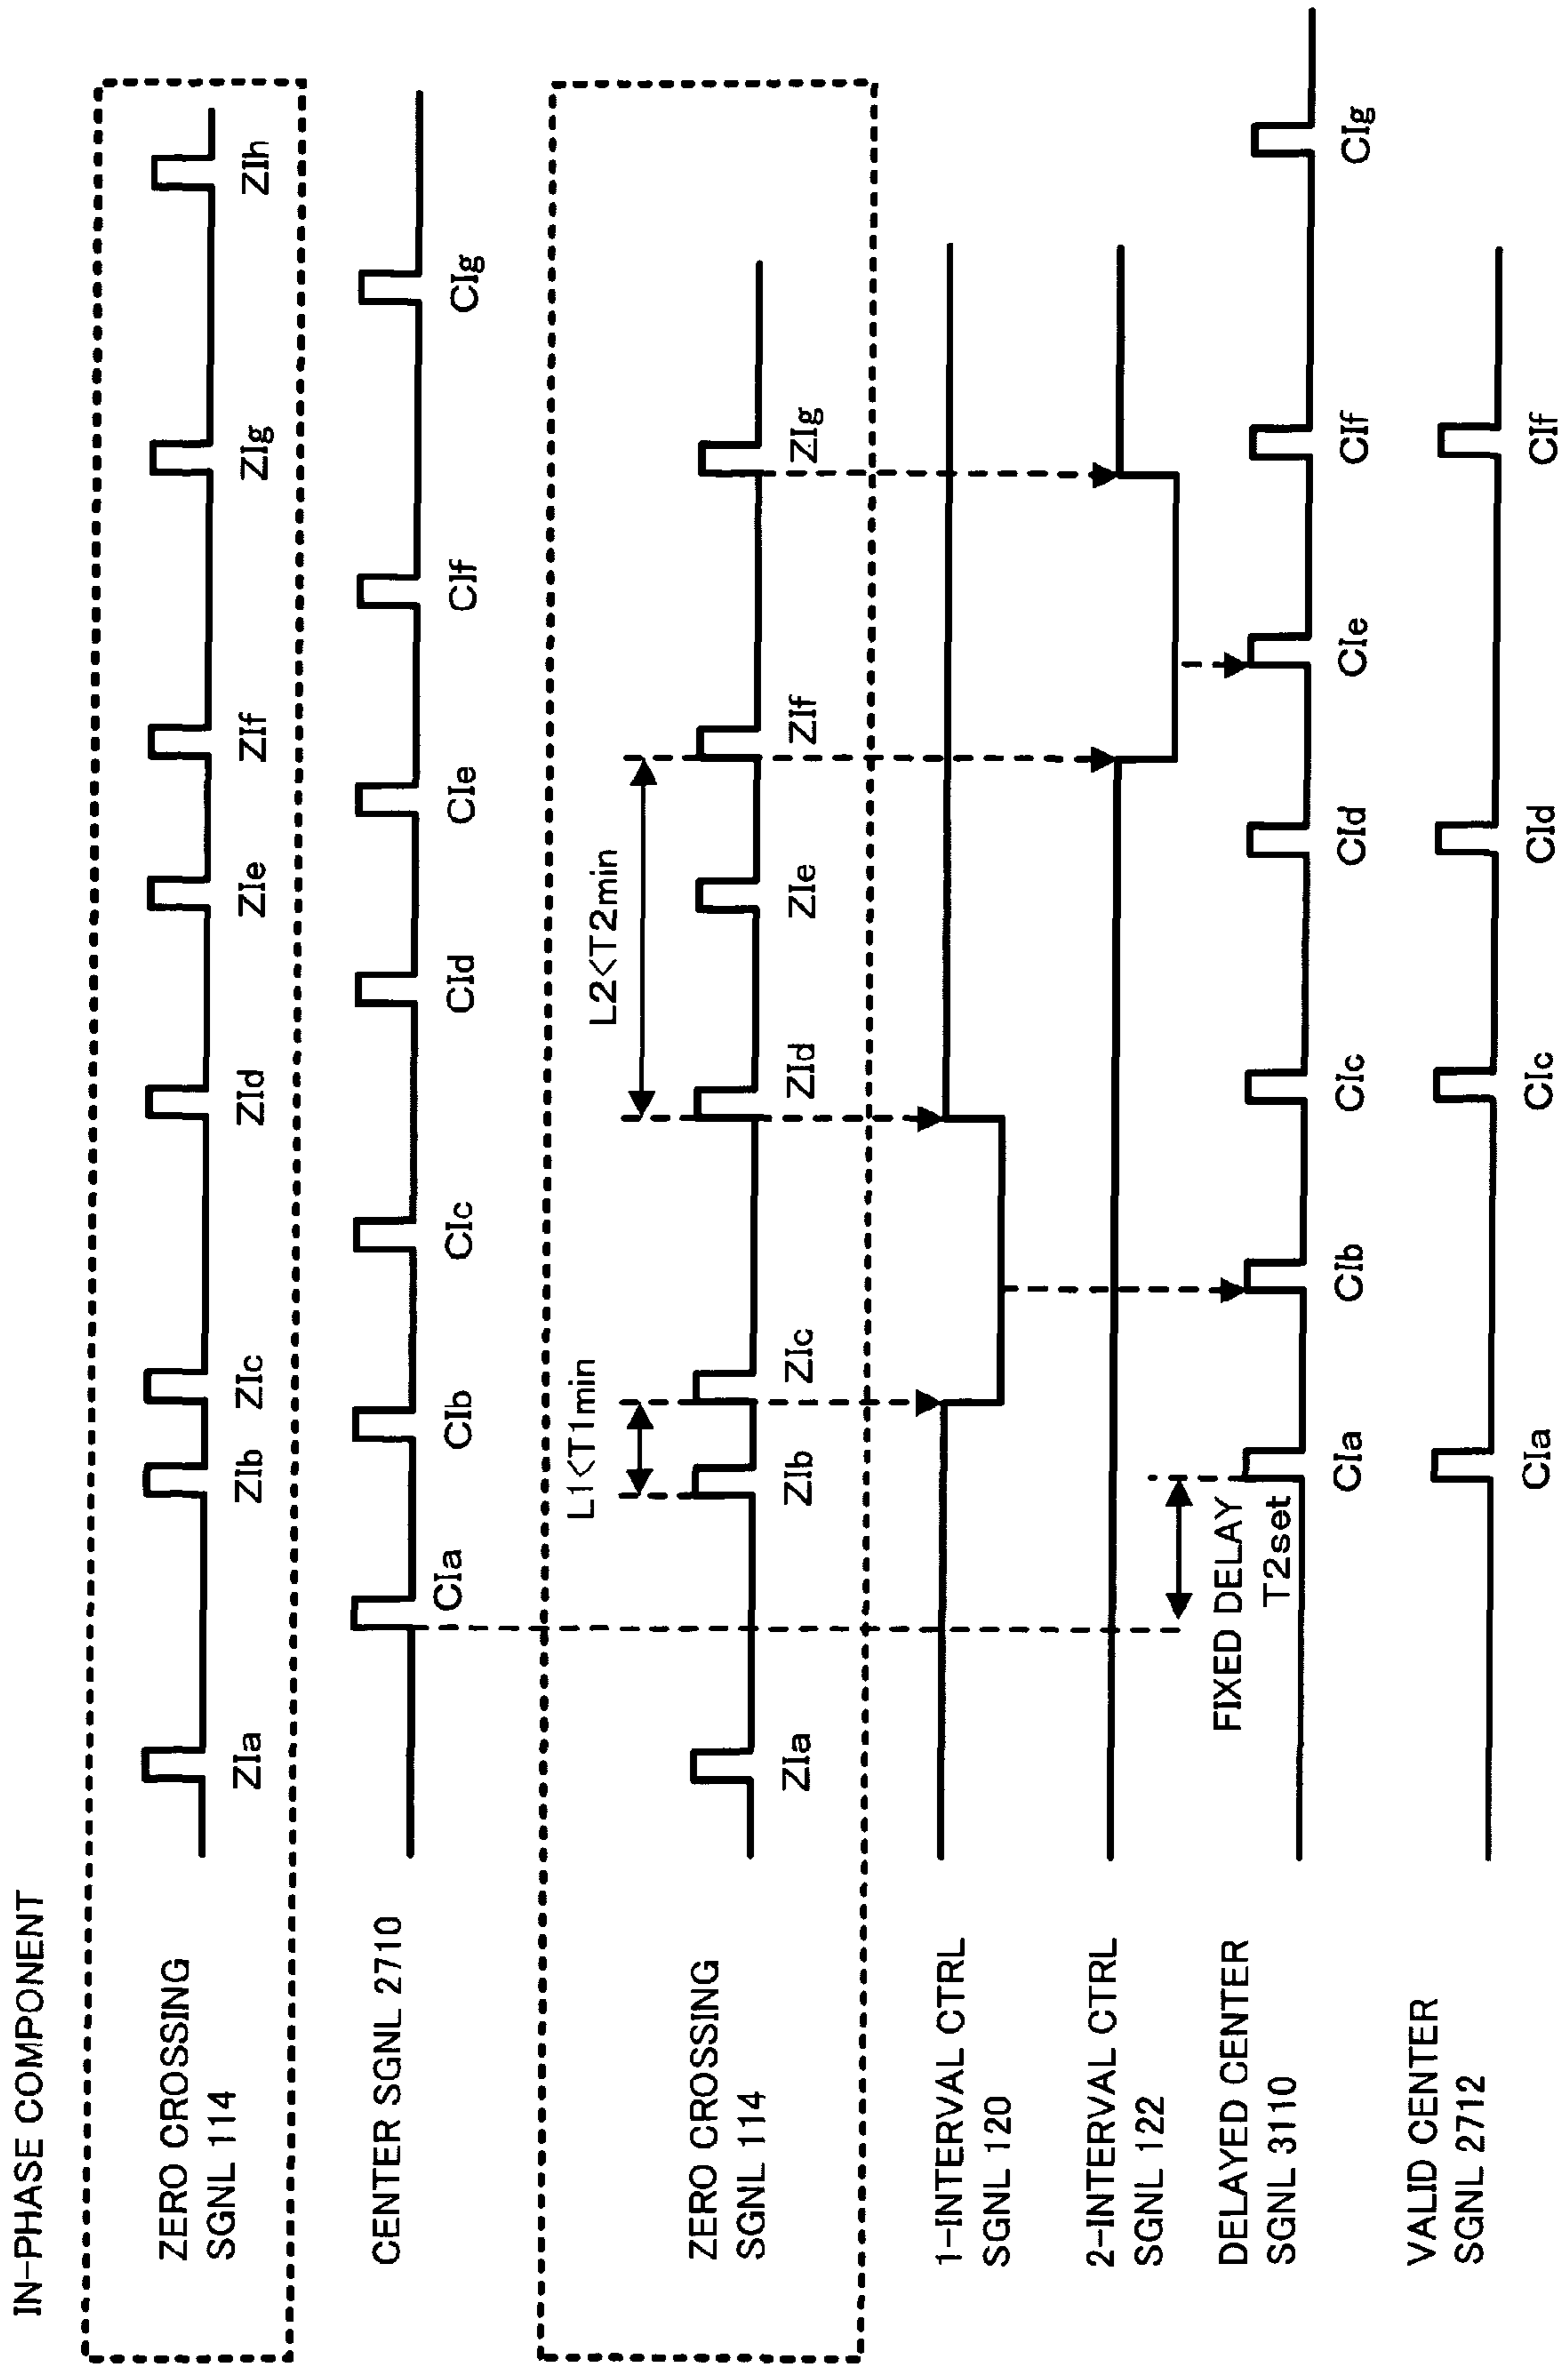 IN-PHASE COMPONENT
ZERO CROSSING
SGNL 114
ZIa
ZIb
ZIc
ZId
ZIe
ZIf
ZIg
ZIh
CENTER SGNL 2710
CIa
CIb
CIc
CId
CIe
CIf
CIg
L1<T1min
L2<T2min
ZERO CROSSING
SGNL 114
ZIa
ZIb
ZIc
ZId
ZIe
ZIf
ZIg
1-INTERVAL CTRL
SGNL 120
2-INTERVAL CTRL
SGNL 122
FIXED DELAY
T2set
DELAYED CENTER
SGNL 3110
CIa
CIb
CIc
CId
CIe
CIf
CIg
VALID CENTER
SGNL 2712
CIa
CIc
CId
CIf